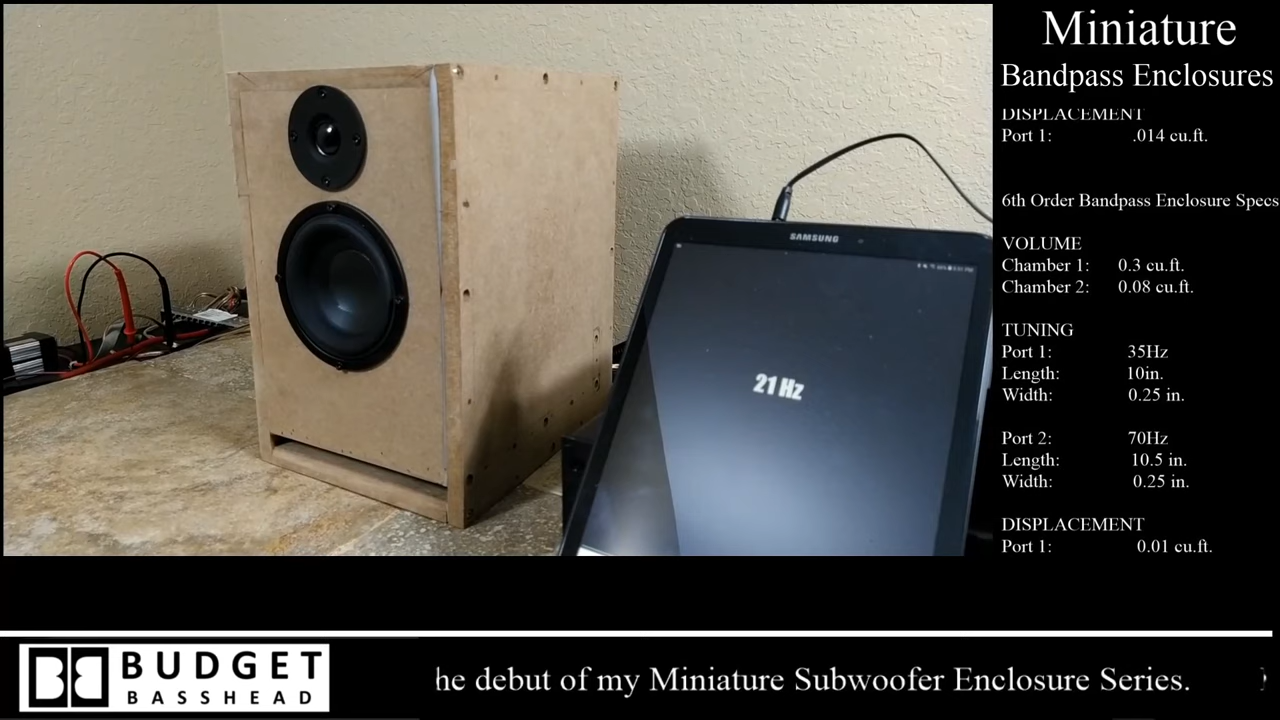 Miniature
Bandpass Enclosures
DISPLACEMENT
Port 1: .014 cu.ft.
6th Order Bandpass Enclosure Specs
VOLUME
Chamber 1: 0.3 cu.ft.
Chamber 2: 0.08 cu.ft.
TUNING
Port 1: 35Hz
Length: 10in.
Width: 0.25 in.
Port 2: 70Hz
Length: 10.5 in.
Width: 0.25 in.
DISPLACEMENT
Port 1: 0.01 cu.ft.
SAMSUNG
21 Hz
BUDGET
BASSHEAD
he debut of my Miniature Subwoofer Enclosure Series.